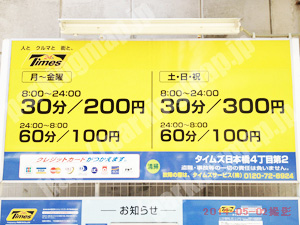 人と クルマと 街と。
Times
月～金曜
8:00～24:00
30分／200円
24:00～8:00
60分／100円
土・日・祝
8:00～24:00
30分／300円
24:00～8:00
60分／100円
クレジットカードがつかえます。
清掃
タイムズ日本橋4丁目第2
Times
お知らせ